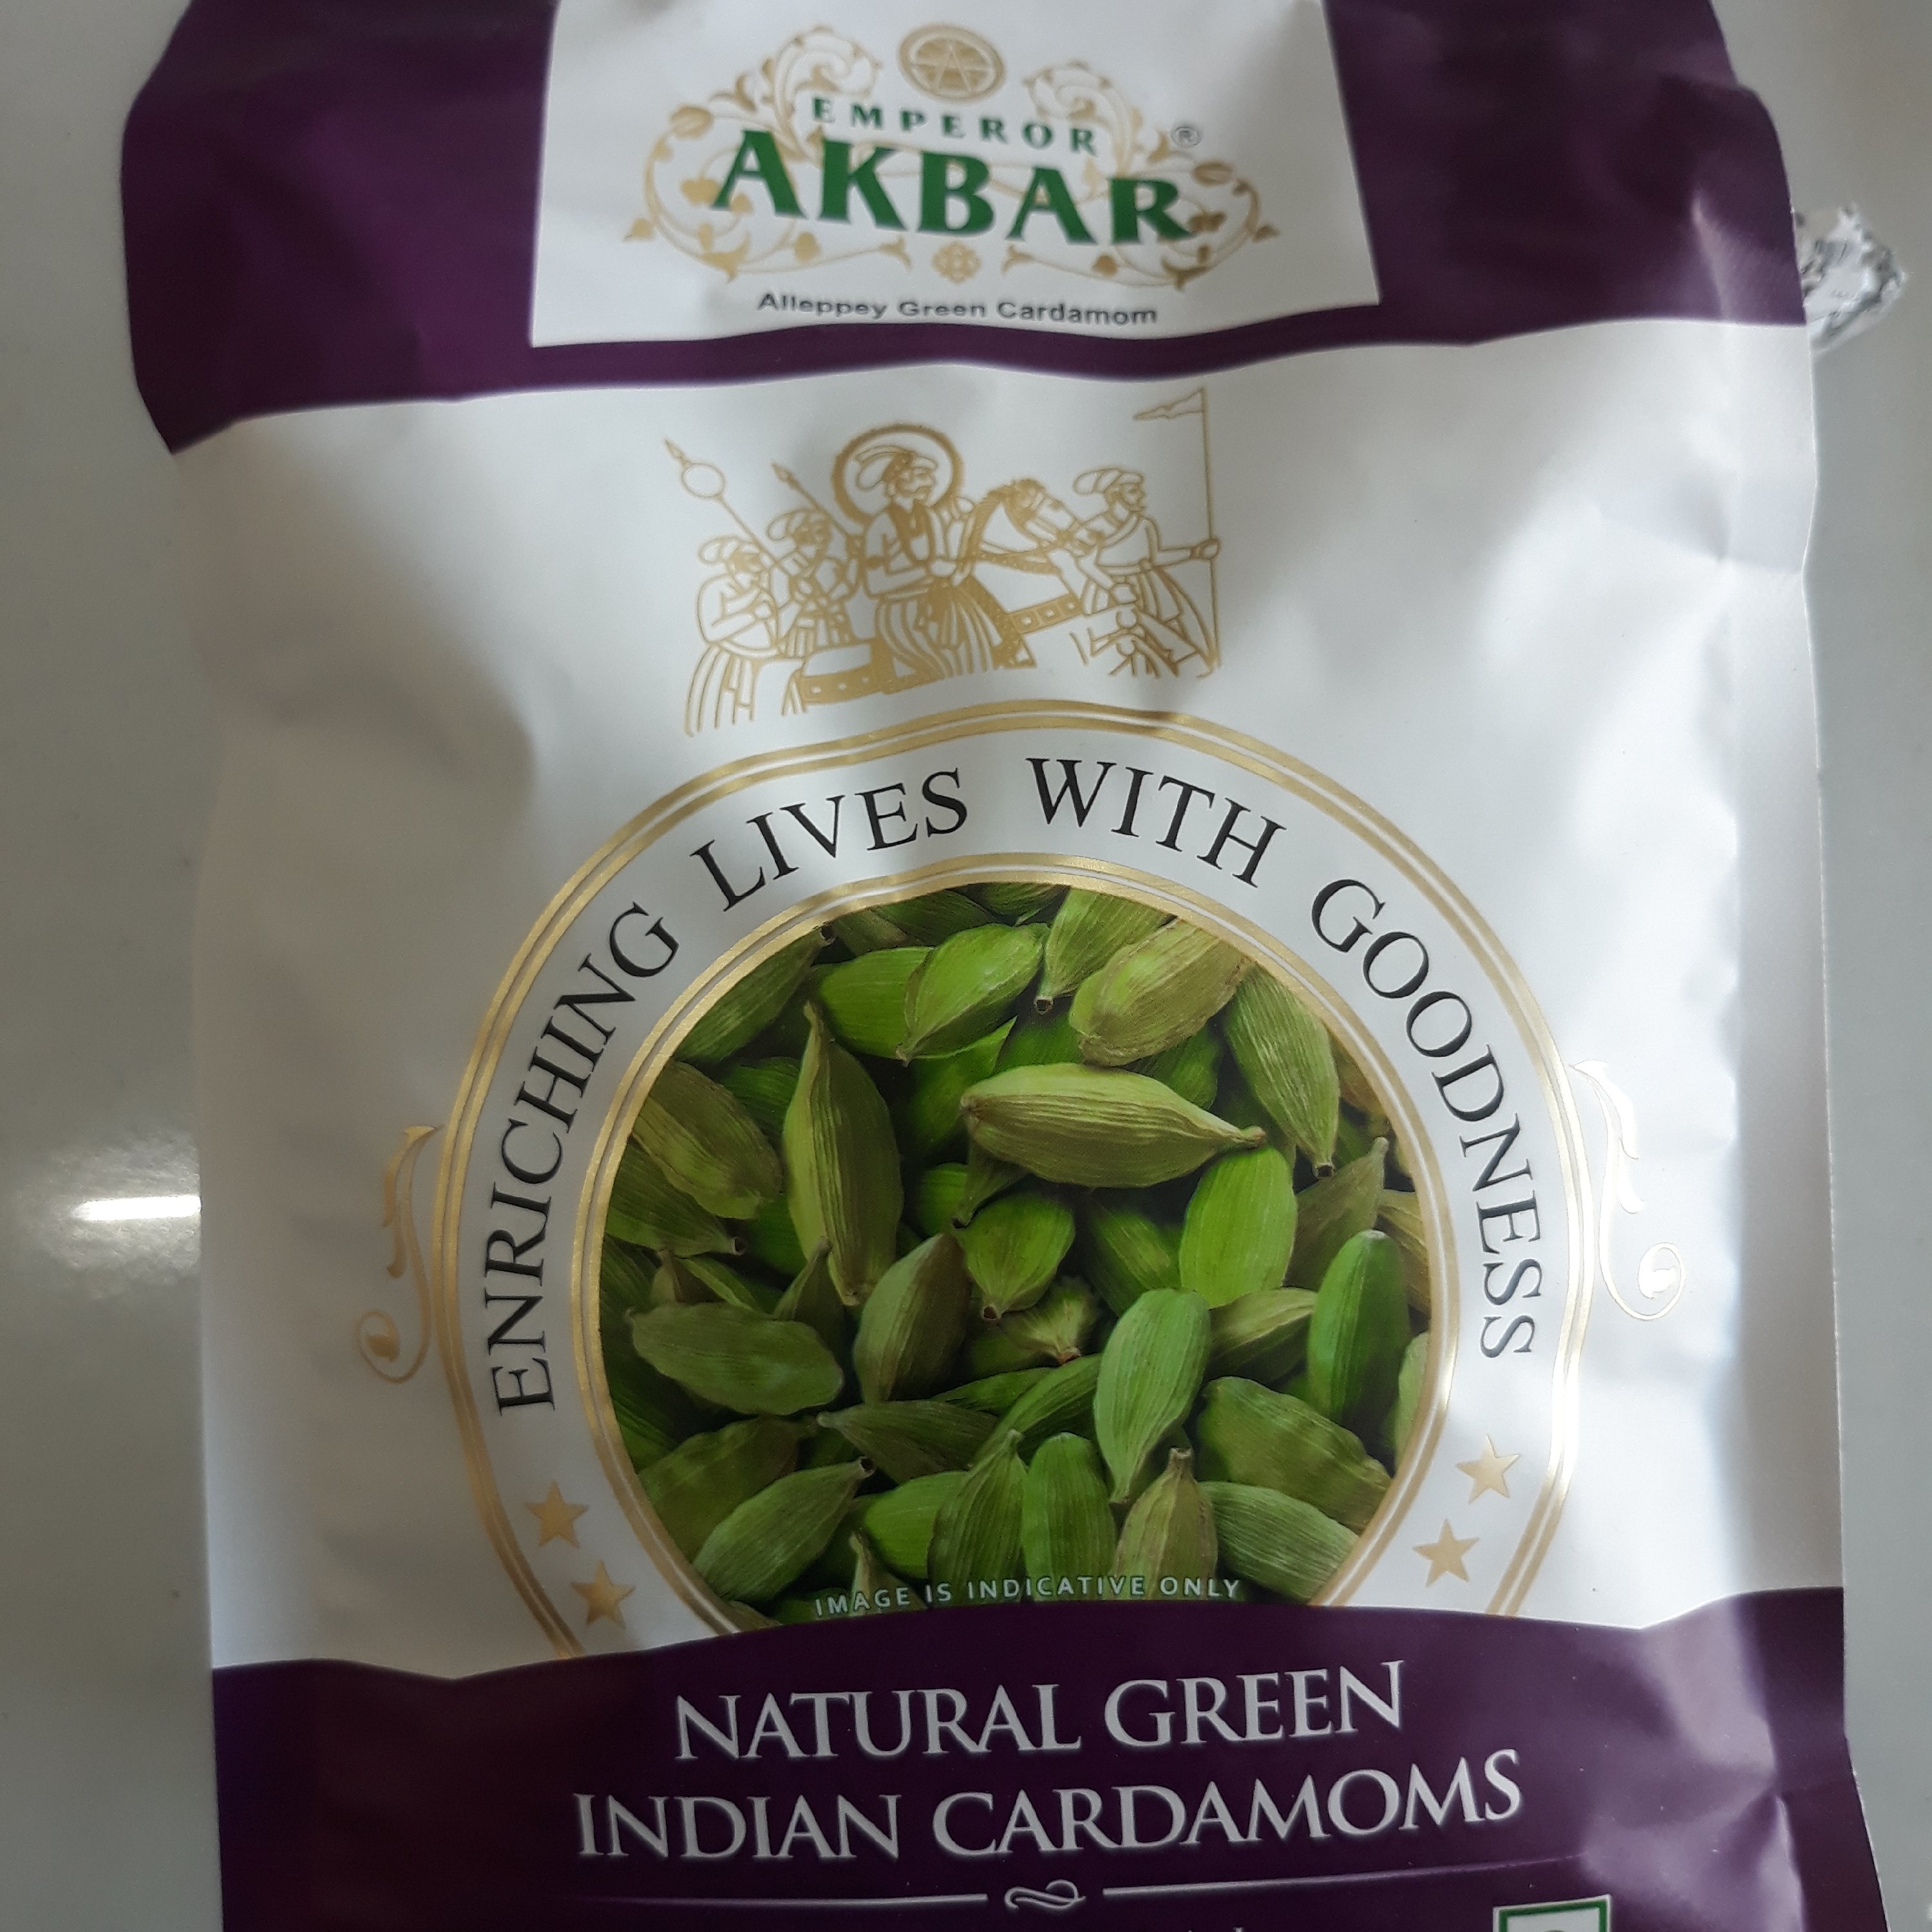 EMPEROR
AKBAR ®
Alleppey Green Cardamom
ENRICHING LIVES WITH GOODNESS
IMAGE IS INDICATIVE ONLY
NATURAL GREEN
INDIAN CARDAMOMS